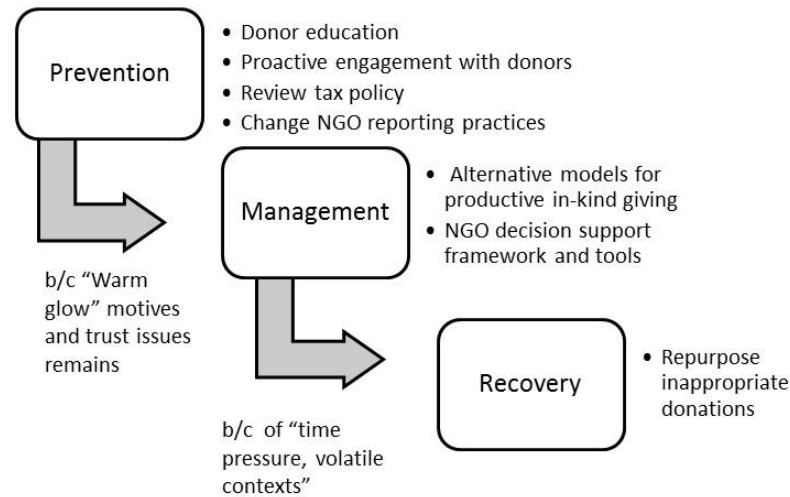 Prevention
• Donor education
• Proactive engagement with donors
• Review tax policy
• Change NGO reporting practices
b/c “Warm
glow” motives
and trust issues
remains
Management
• Alternative models for
productive in-kind giving
• NGO decision support
framework and tools
b/c of “time
pressure, volatile
contexts”
Recovery
• Repurpose
inappropriate
donations